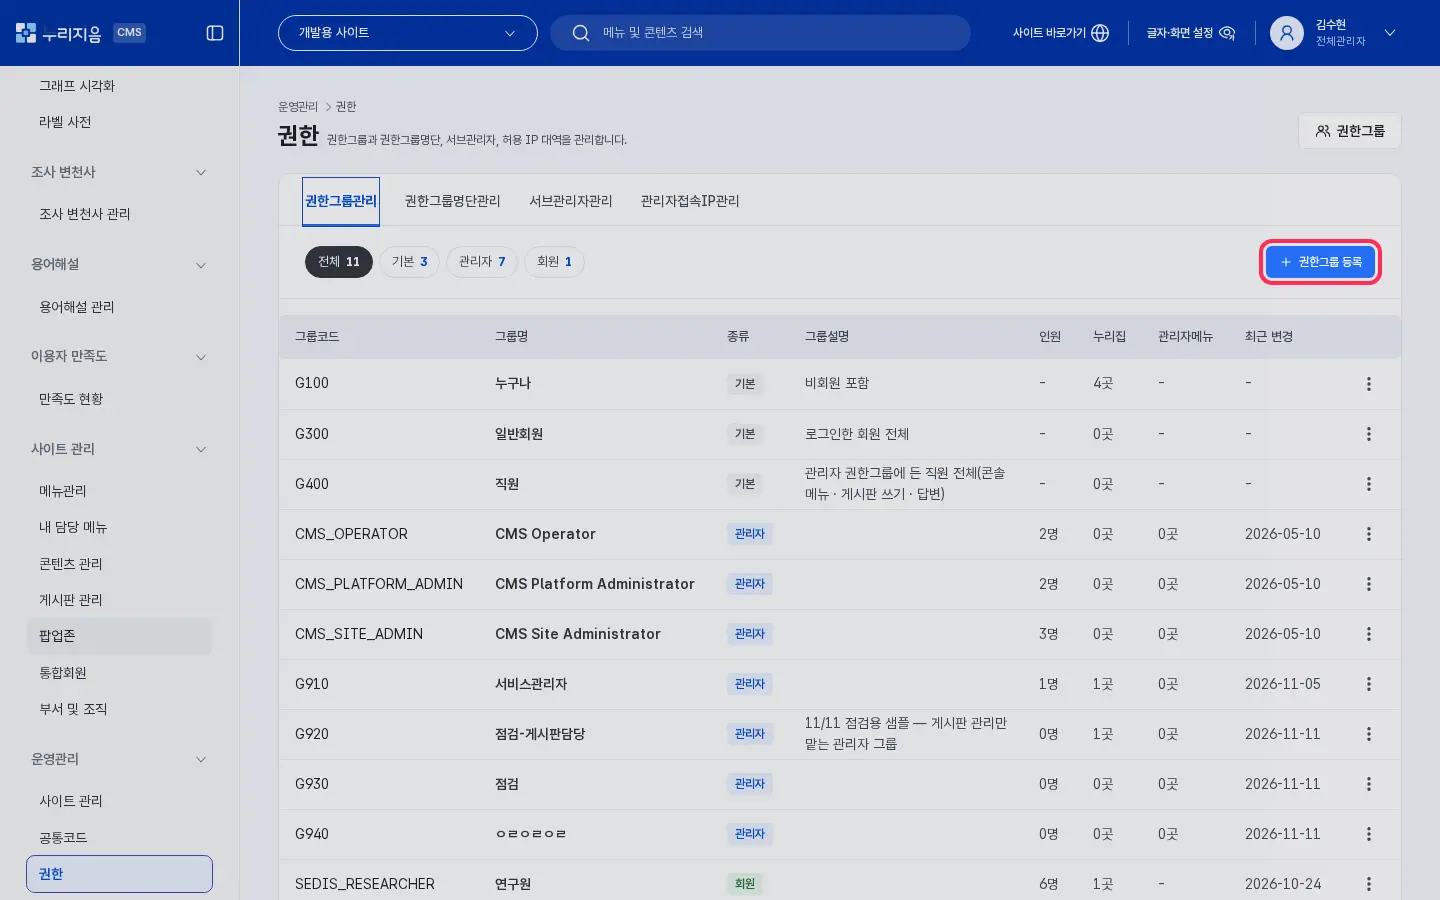 누리지음 CMS
개발용 사이트
메뉴 및 콘텐츠 검색
사이트 바로가기
글자·화면 설정
김수현
전체관리자
그래프 시각화
라벨 사전
조사 변천사
조사 변천사 관리
용어해설
용어해설 관리
이용자 만족도
만족도 현황
사이트 관리
메뉴관리
내 담당 메뉴
콘텐츠 관리
게시판 관리
팝업존
통합회원
부서 및 조직
운영관리
사이트 관리
공통코드
권한
운영관리 > 권한
권한 권한그룹과 권한그룹명단, 서브관리자, 허용 IP 대역을 관리합니다.
권한그룹
권한그룹관리 권한그룹명단관리 서브관리자관리 관리자접속IP관리
전체 11 기본 3 관리자 7 회원 1
+ 권한그룹 등록
그룹코드 그룹명 종류 그룹설명 인원 누리집 관리자메뉴 최근 변경
G100 누구나 기본 비회원 포함 - 4곳 - -
G300 일반회원 기본 로그인한 회원 전체 - 0곳 - -
G400 직원 기본 관리자 권한그룹에 든 직원 전체(콘솔
메뉴 · 게시판 쓰기 · 답변) - 0곳 - -
CMS_OPERATOR CMS Operator 관리자 2명 0곳 0곳 2026-05-10
CMS_PLATFORM_ADMIN CMS Platform Administrator 관리자 2명 0곳 0곳 2026-05-10
CMS_SITE_ADMIN CMS Site Administrator 관리자 3명 0곳 0곳 2026-05-10
G910 서비스관리자 관리자 1명 1곳 0곳 2026-11-05
G920 점검-게시판담당 관리자 11/11 점검용 샘플 — 게시판 관리만
맡는 관리자 그룹 0명 1곳 0곳 2026-11-11
G930 점검 관리자 0명 0곳 0곳 2026-11-11
G940 ㅇㄹㅇㄹㅇㄹ 관리자 0명 0곳 0곳 2026-11-11
SEDIS_RESEARCHER 연구원 회원 6명 1곳 - 2026-10-24